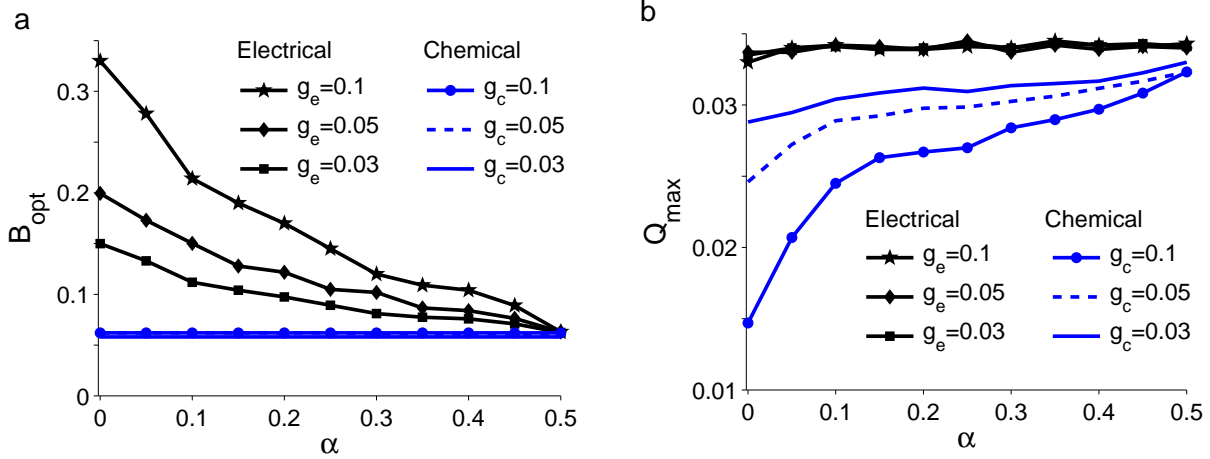 a
B_opt
0.3
0.2
0.1
0
0 0.1 0.2 0.3 0.4 0.5
α
Electrical Chemical
g_e=0.1 g_c=0.1
g_e=0.05 g_c=0.05
g_e=0.03 g_c=0.03
b
Q_max
0.03
0.02
0.01
0 0.1 0.2 0.3 0.4 0.5
α
Electrical Chemical
g_e=0.1 g_c=0.1
g_e=0.05 g_c=0.05
g_e=0.03 g_c=0.03